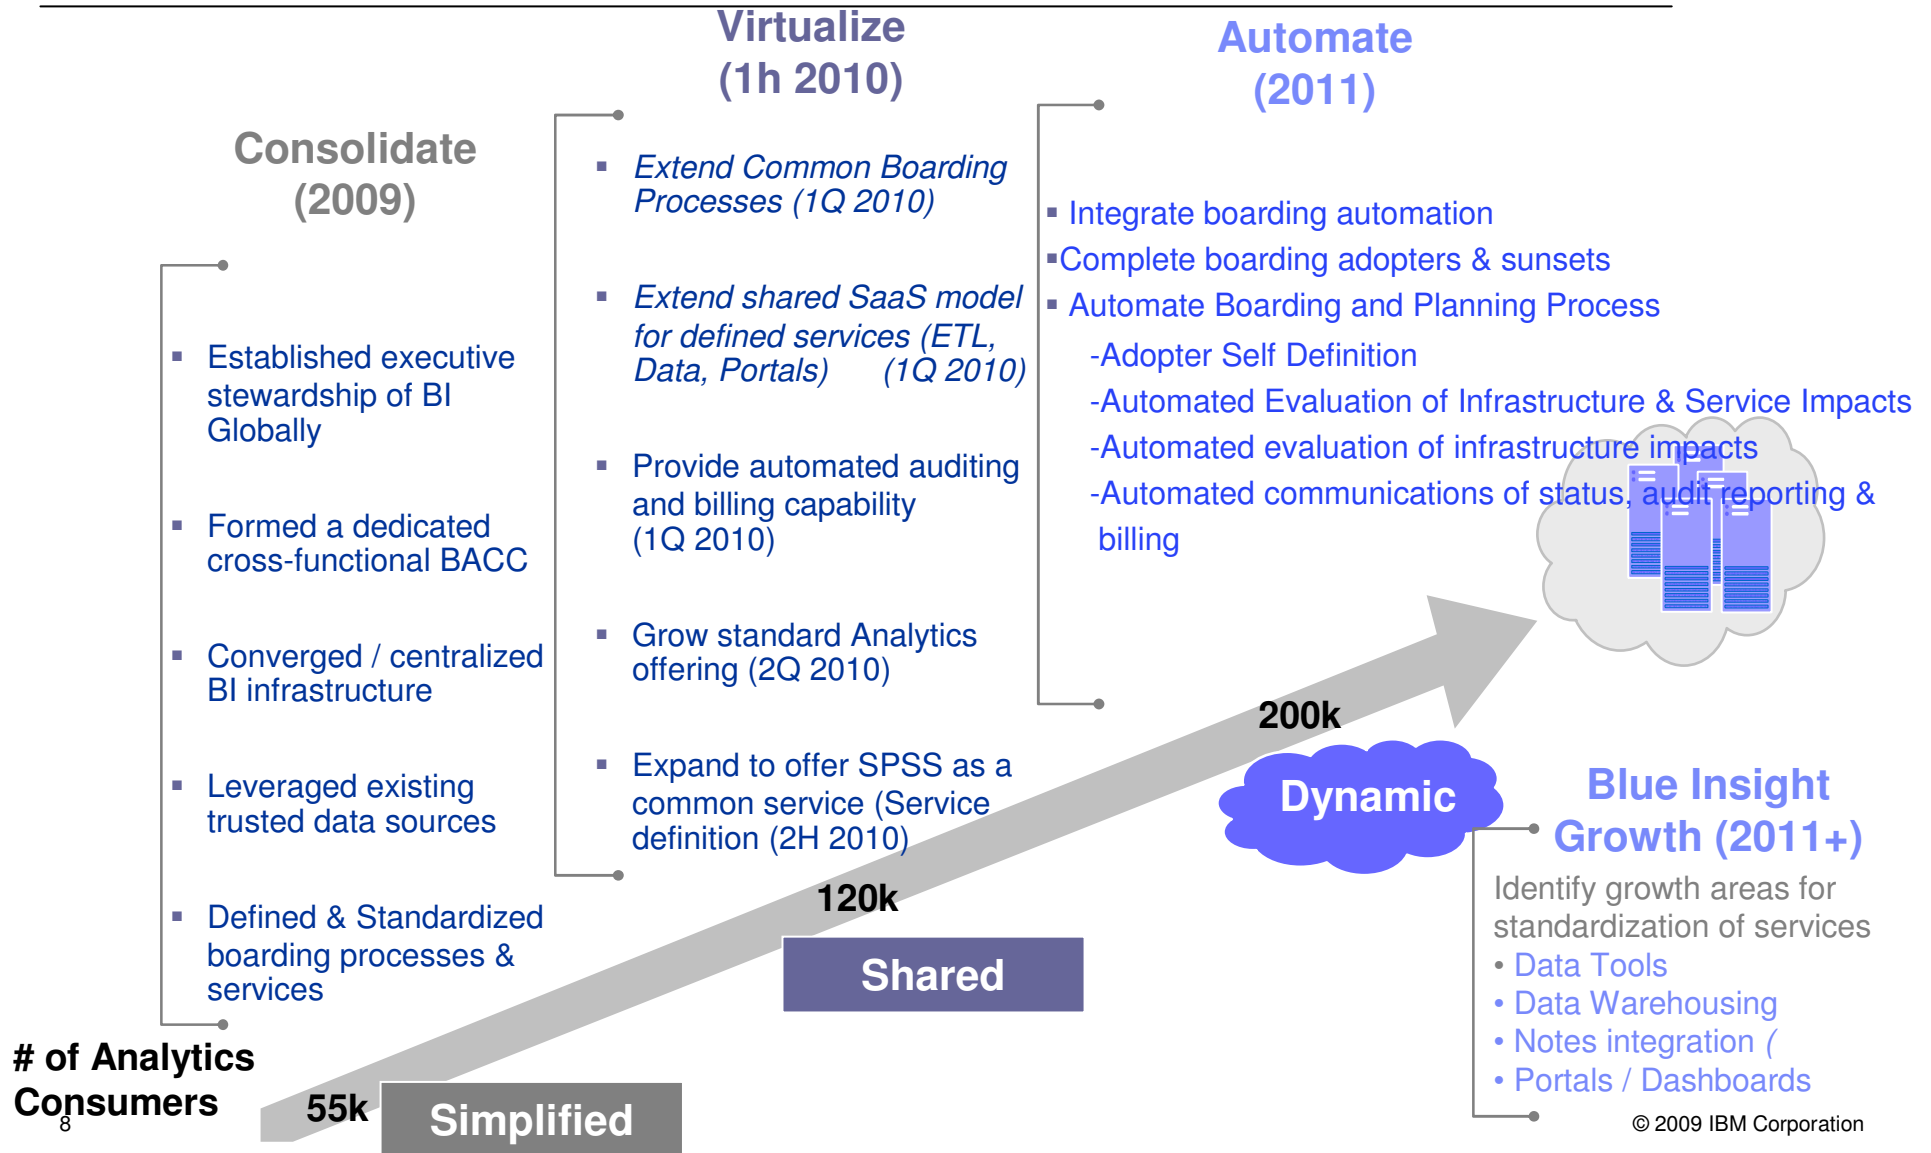 Consolidate
(2009)
▪ Established executive
stewardship of BI
Globally
▪ Formed a dedicated
cross-functional BACC
▪ Converged / centralized
BI infrastructure
▪ Leveraged existing
trusted data sources
▪ Defined & Standardized
boarding processes &
services
Virtualize
(1h 2010)
▪ Extend Common Boarding
Processes (1Q 2010)
▪ Extend shared SaaS model
for defined services (ETL,
Data, Portals) (1Q 2010)
▪ Provide automated auditing
and billing capability
(1Q 2010)
▪ Grow standard Analytics
offering (2Q 2010)
▪ Expand to offer SPSS as a
common service (Service
definition (2H 2010)
Automate
(2011)
▪ Integrate boarding automation
▪Complete boarding adopters & sunsets
▪ Automate Boarding and Planning Process
-Adopter Self Definition
-Automated Evaluation of Infrastructure & Service Impacts
-Automated evaluation of infrastructure impacts
-Automated communications of status, audit reporting &
billing
200k
Dynamic
120k
Shared
Blue Insight
Growth (2011+)
Identify growth areas for
standardization of services
• Data Tools
• Data Warehousing
• Notes integration (
• Portals / Dashboards
# of Analytics
Consumers
55k
Simplified
8
© 2009 IBM Corporation